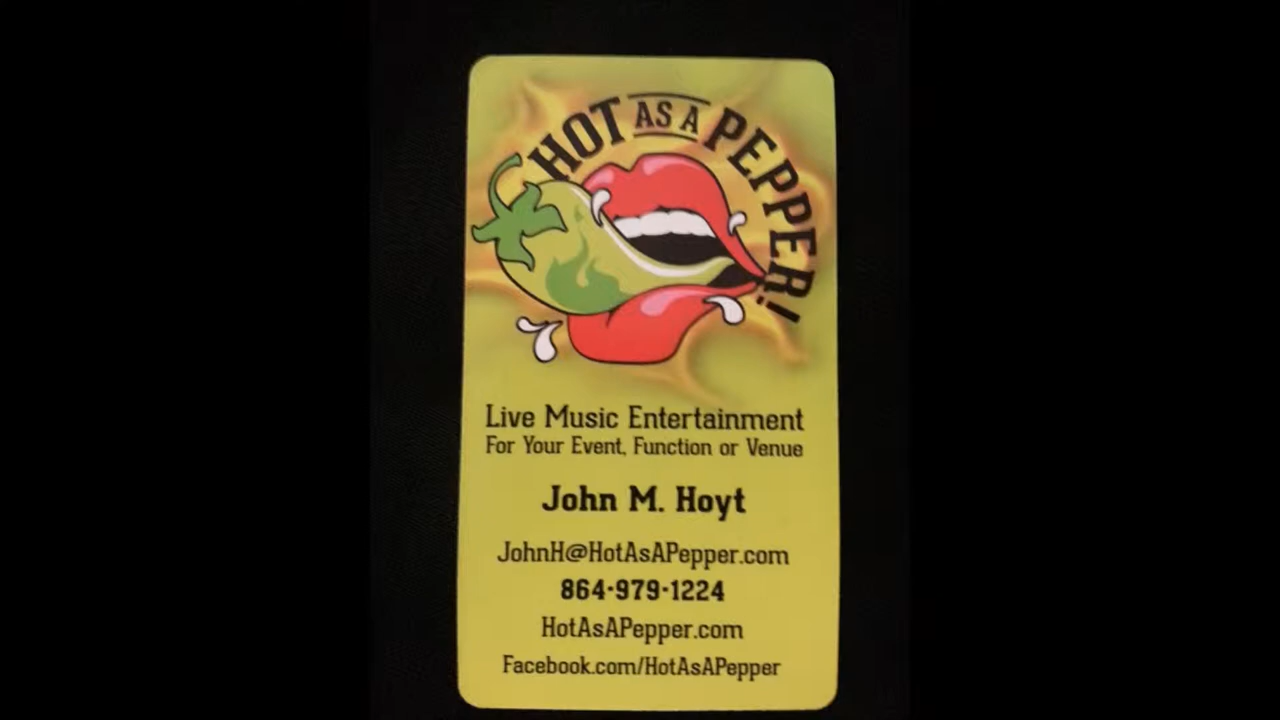 HOT AS A PEPPER!
Live Music Entertainment
For Your Event, Function or Venue
John M. Hoyt
JohnH@HotAsAPepper.com
864-979-1224
HotAsAPepper.com
Facebook.com/HotAsAPepper